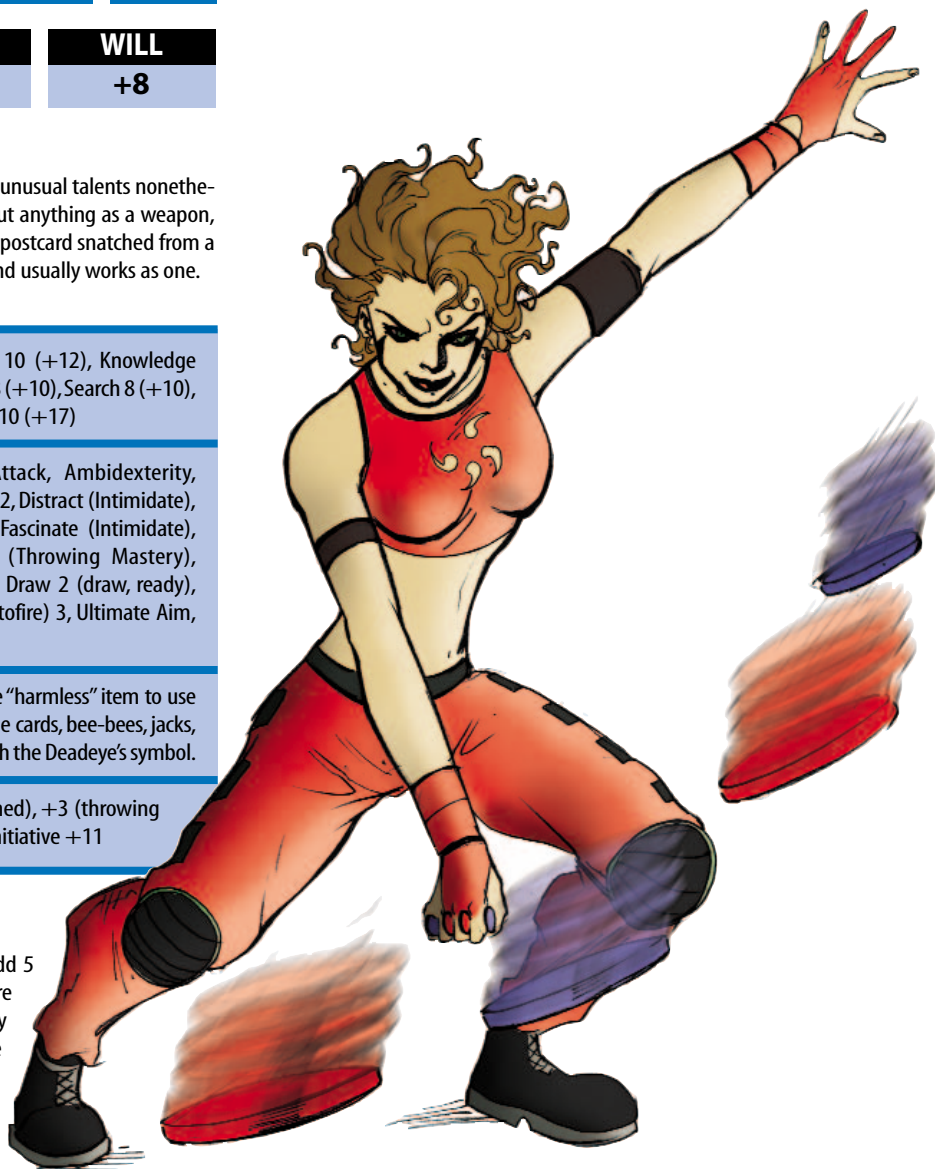 WILL
+8
unusual talents nonethe-
ut anything as a weapon,
postcard snatched from a
nd usually works as one.
10 (+12), Knowledge
(+10), Search 8 (+10),
10 (+17)
ttack, Ambidexterity,
2, Distract (Intimidate),
Fascinate (Intimidate),
(Throwing Mastery),
Draw 2 (draw, ready),
tofire) 3, Ultimate Aim,
e “harmless” item to use
e cards, bee-bees, jacks,
h the Deadeye’s symbol.
ned), +3 (throwing
nitiative +11
dd 5
re
y